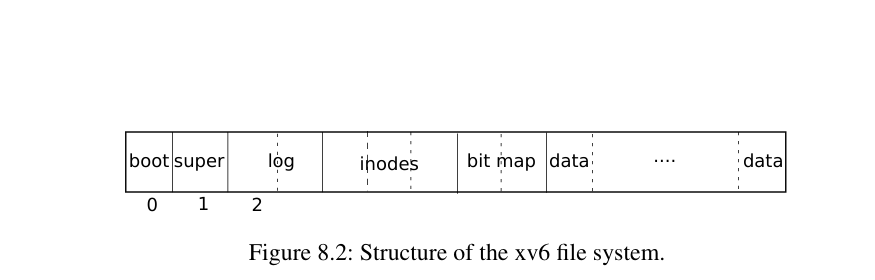 boot super log inodes bit map data ···· data
0 1 2
Figure 8.2: Structure of the xv6 file system.